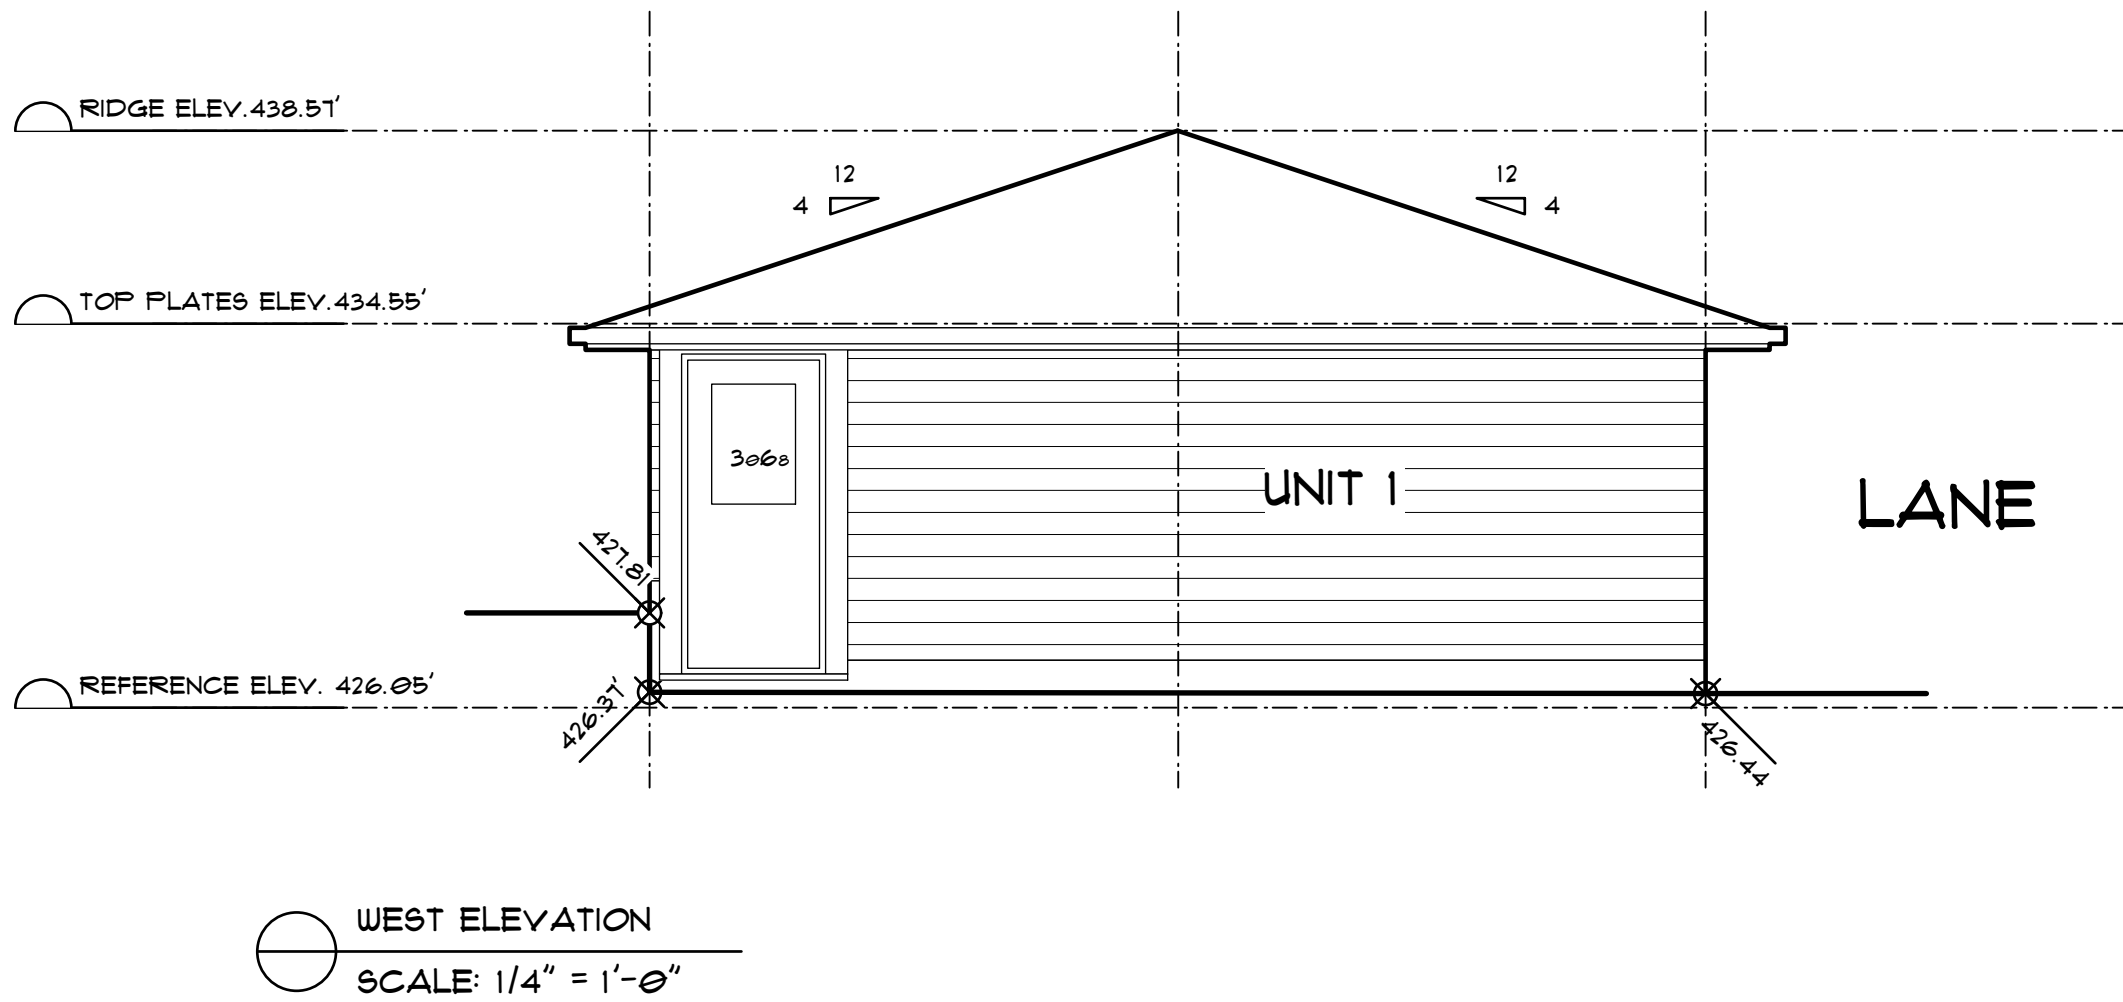 RIDGE ELEV.438.57'
12
4
12
4
TOP PLATES ELEV.434.55'
3068
UNIT 1
LANE
427.81
REFERENCE ELEV. 426.05'
426.37'
426.44
WEST ELEVATION
SCALE: 1/4" = 1'-0"